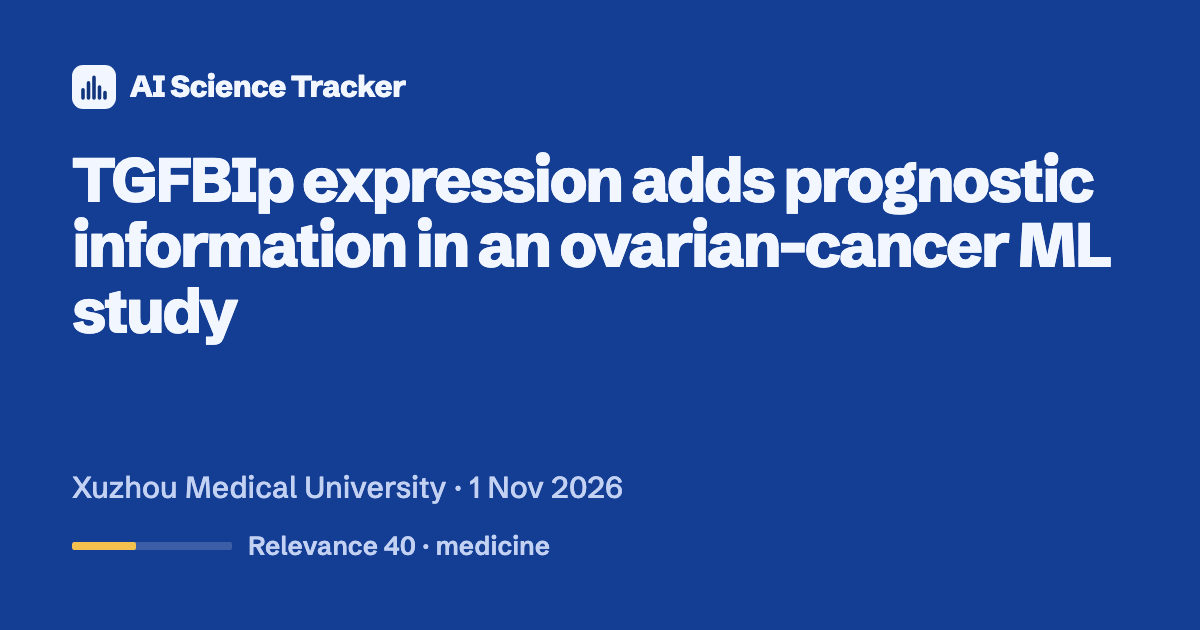 AI Science Tracker
TGFBIp expression adds prognostic
information in an ovarian-cancer ML
study
Xuzhou Medical University · 1 Nov 2026
Relevance 40 · medicine